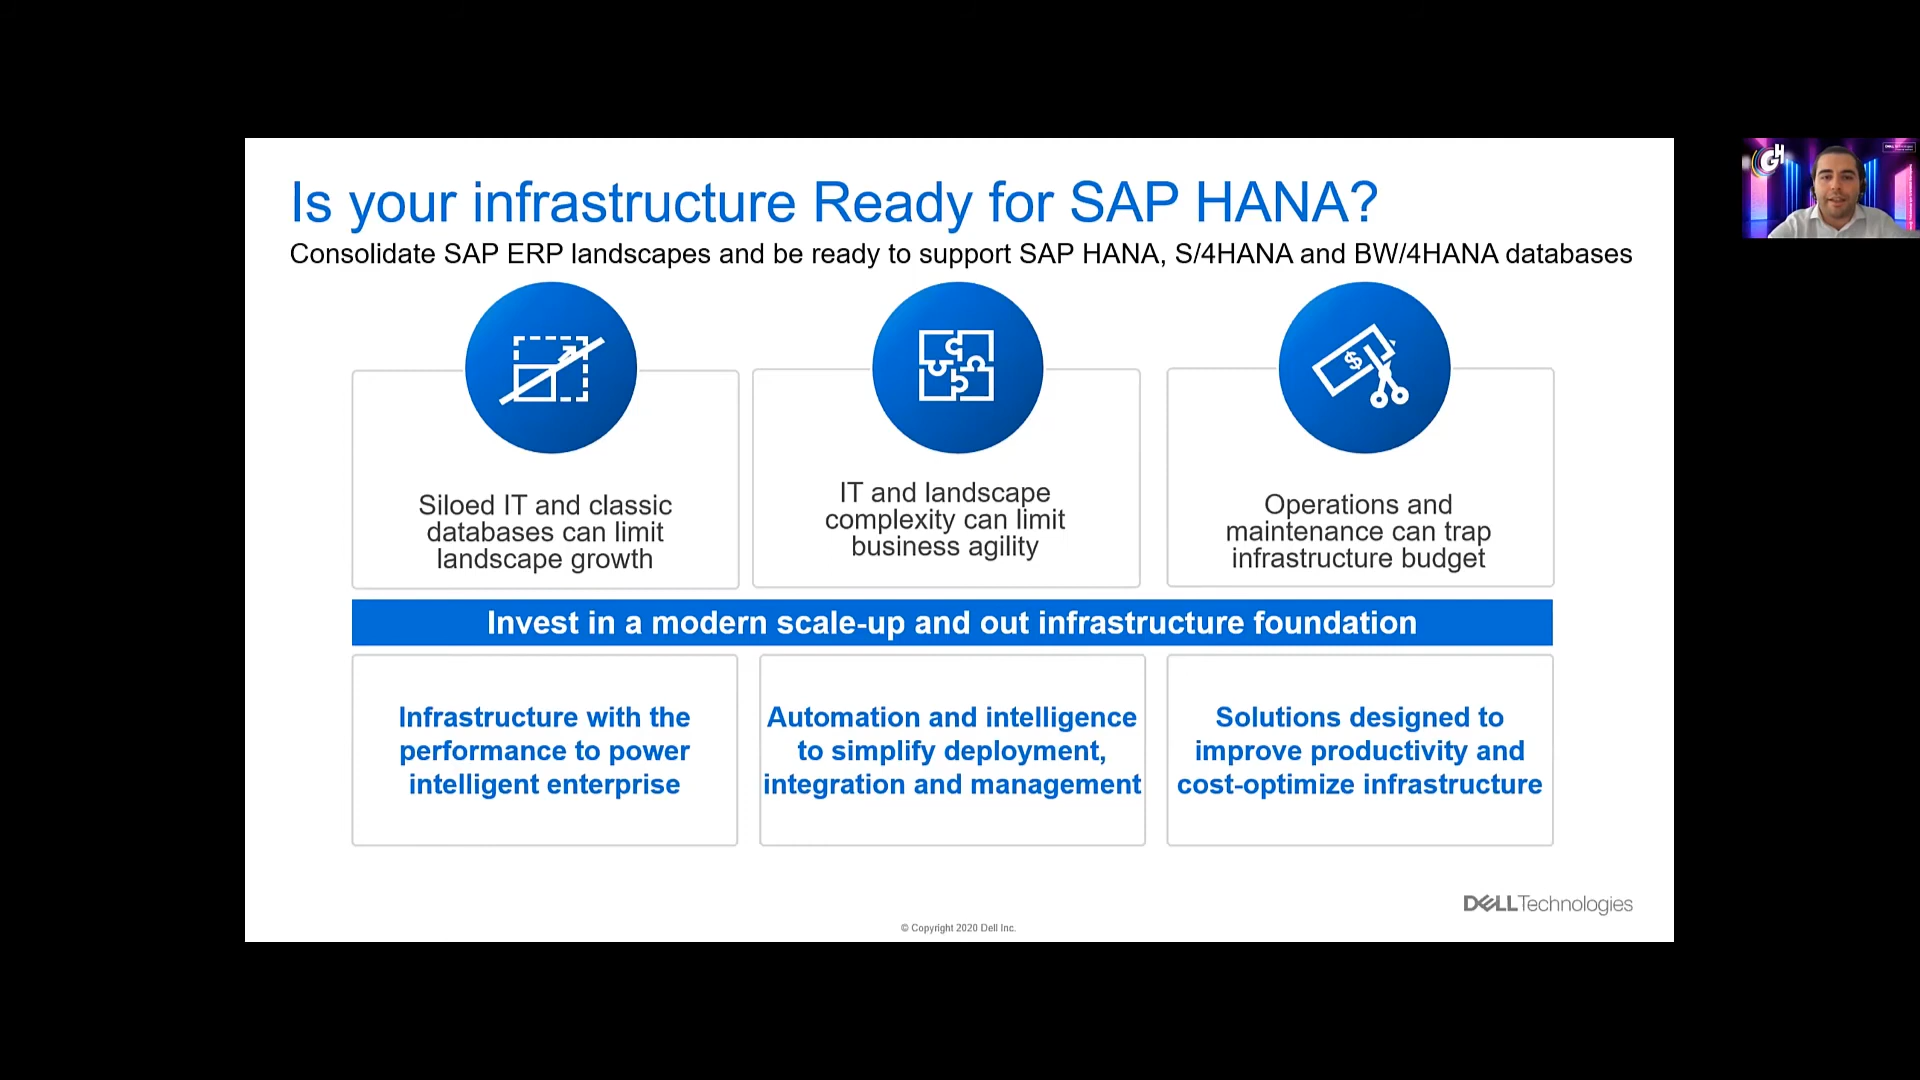 Is your infrastructure Ready for SAP HANA?
Consolidate SAP ERP landscapes and be ready to support SAP HANA, S/4HANA and BW/4HANA databases
$
Siloed IT and classic
databases can limit
landscape growth
IT and landscape
complexity can limit
business agility
Operations and
maintenance can trap
infrastructure budget
Invest in a modern scale-up and out infrastructure foundation
Infrastructure with the
performance to power
intelligent enterprise
Automation and intelligence
to simplify deployment,
integration and management
Solutions designed to
improve productivity and
cost-optimize infrastructure
DELLTechnologies
© Copyright 2020 Dell Inc.
GH